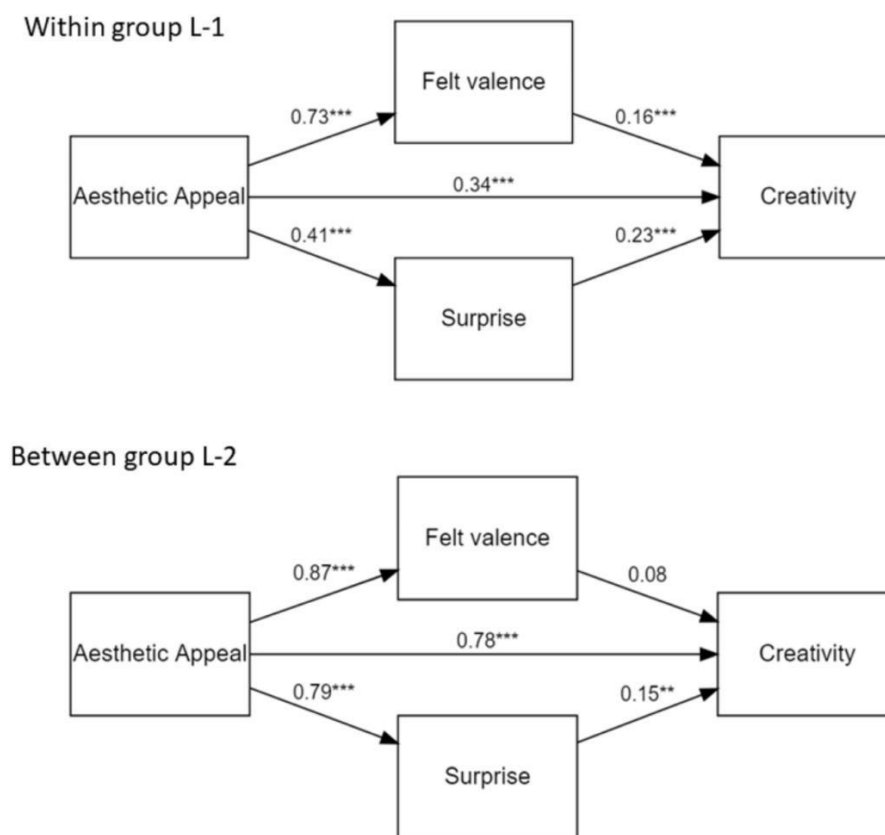 Within group L-1
Felt valence
0.73***
0.16***
Aesthetic Appeal
0.34***
Creativity
0.41***
0.23***
Surprise
Between group L-2
Felt valence
0.87***
0.08
Aesthetic Appeal
0.78***
Creativity
0.79***
0.15**
Surprise